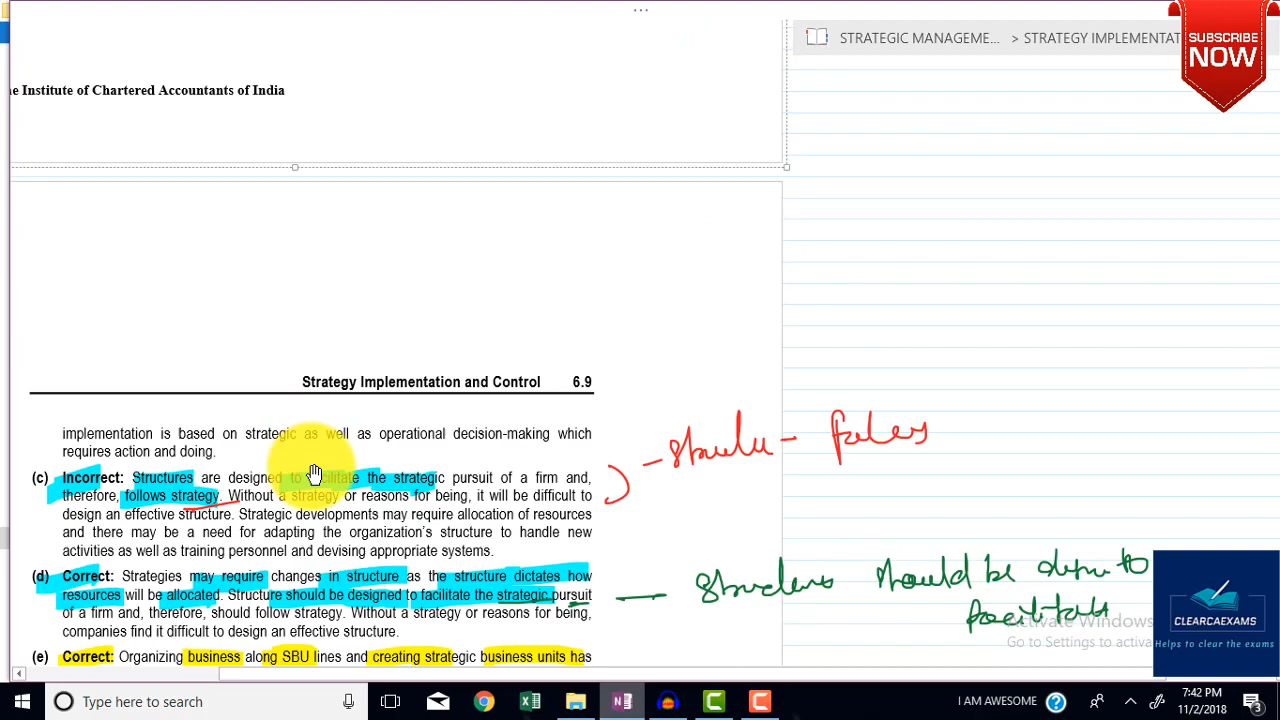 ...
STRATEGIC MANAGEME... > STRATEGY IMPLEMENTAT
SUBSCRIBE
NOW
e Institute of Chartered Accountants of India
Strategy Implementation and Control 6.9
implementation is based on strategic as well as operational decision-making which
requires action and doing.
(c) Incorrect: Structures are designed to facilitate the strategic pursuit of a firm and,
therefore, follows strategy. Without a strategy or reasons for being, it will be difficult to
design an effective structure. Strategic developments may require allocation of resources
and there may be a need for adapting the organization's structure to handle new
activities as well as training personnel and devising appropriate systems.
(d) Correct: Strategies may require changes in structure as the structure dictates how
resources will be allocated. Structure should be designed to facilitate the strategic pursuit
of a firm and, therefore, should follow strategy. Without a strategy or reasons for being,
companies find it difficult to design an effective structure.
(e) Correct: Organizing business along SBU lines and creating strategic business units has
should be to
Activate Windows
Go to Settings to activa
CLEARCAEXAMS
Helps to clear the exams
Type here to search
I AM AWESOME
7:42 PM
11/2/2018
3